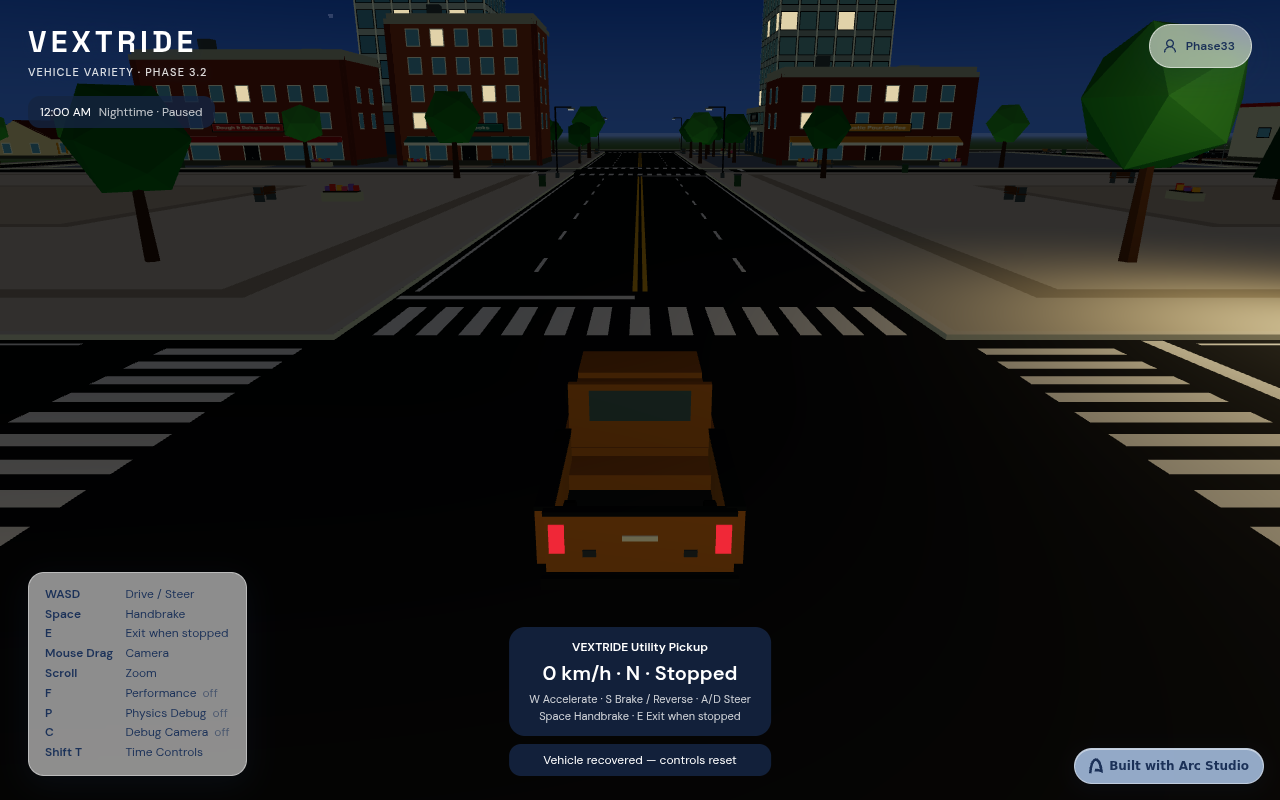 VEXTRIDE
VEHICLE VARIETY · PHASE 3.2
12:00 AM Nighttime · Paused
Phase33
Dough & Daisy Bakery
WASD Drive / Steer
Space Handbrake
E Exit when stopped
Mouse Drag Camera
Scroll Zoom
F Performance off
P Physics Debug off
C Debug Camera off
Shift T Time Controls
VEXTRIDE Utility Pickup
0 km/h · N · Stopped
W Accelerate · S Brake / Reverse · A/D Steer
Space Handbrake · E Exit when stopped
Vehicle recovered — controls reset
Built with Arc Studio